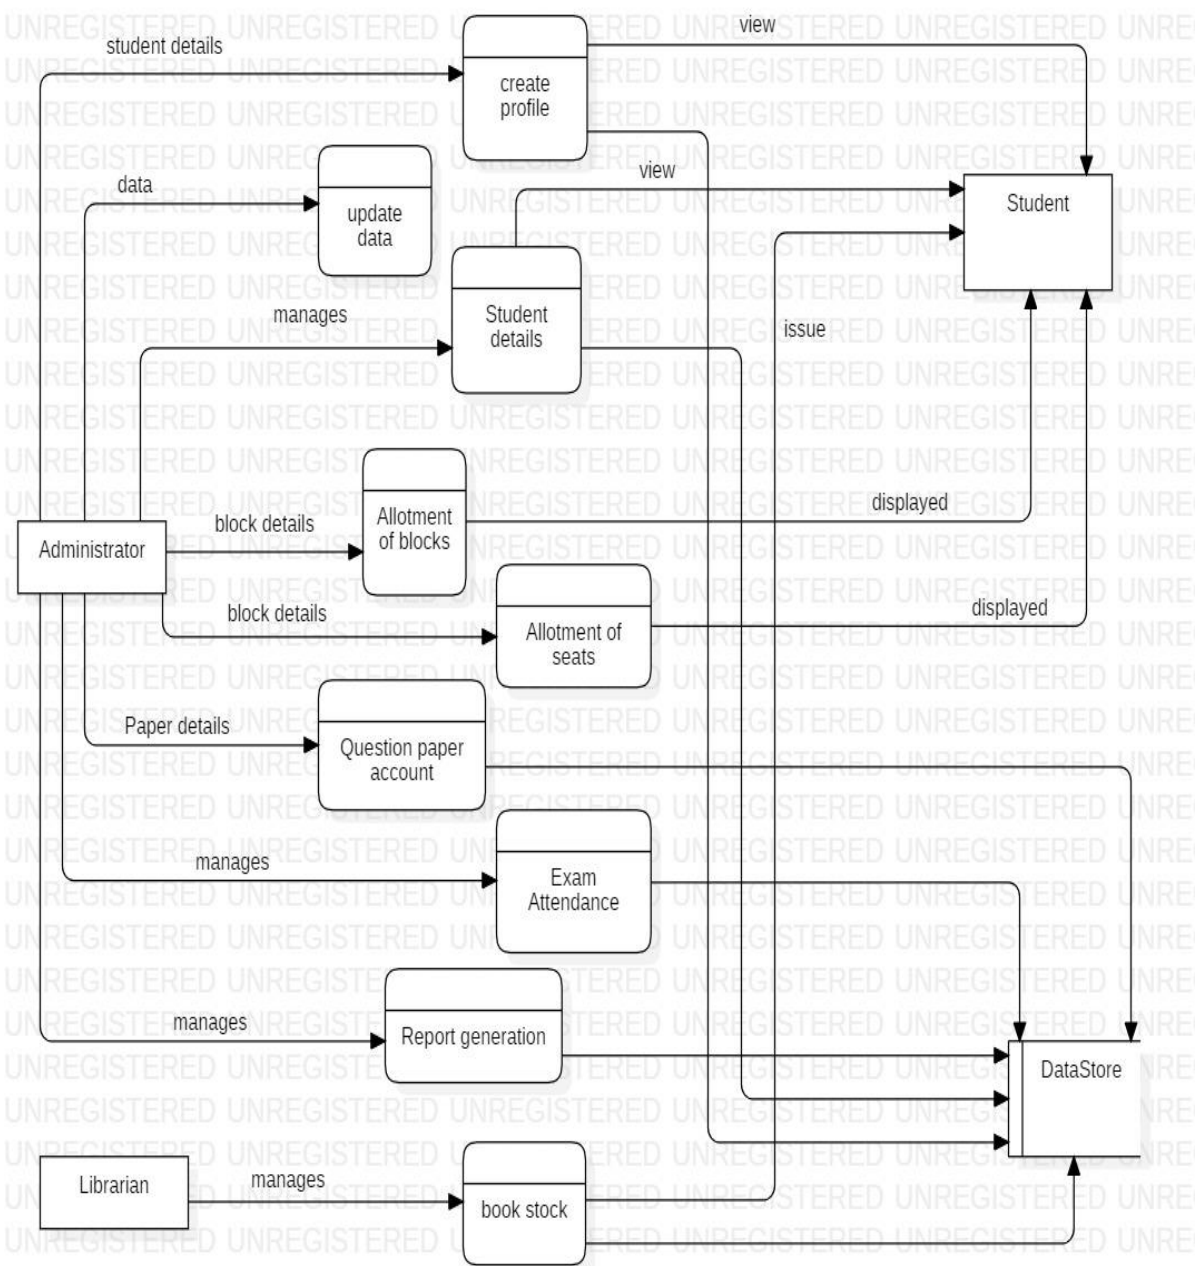 view
student details
create
profile
view
data
Student
update
data
manages
Student
details
issue
displayed
Allotment
of blocks
block details
Administrator
displayed
block details
Allotment of
seats
Paper details
Question paper
account
manages
Exam
Attendance
manages
Report generation
DataStore
manages
Librarian
book stock
UNREGISTERED